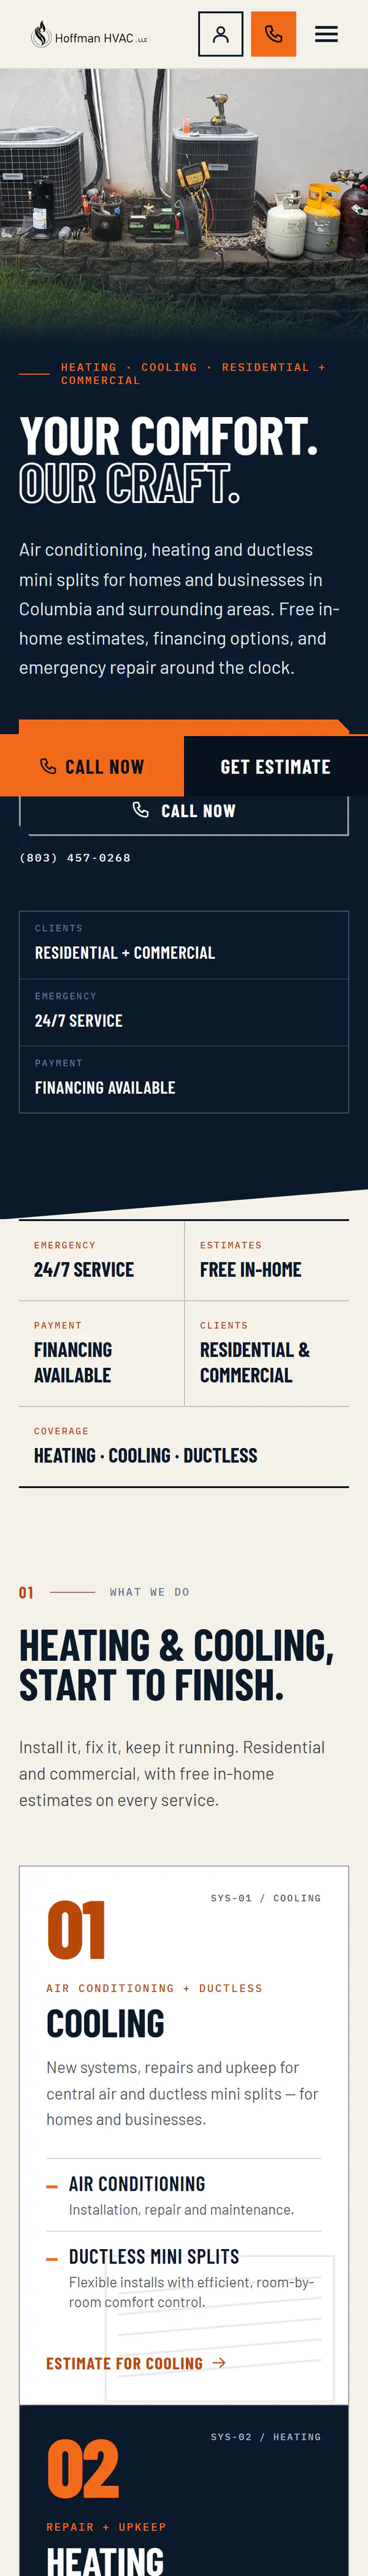 Hoffman HVAC, LLC
HEATING · COOLING · RESIDENTIAL +
COMMERCIAL
YOUR COMFORT.
OUR CRAFT.
Air conditioning, heating and ductless
mini splits for homes and businesses in
Columbia and surrounding areas. Free in-
home estimates, financing options, and
emergency repair around the clock.
CALL NOW
GET ESTIMATE
CALL NOW
(803) 457-0268
CLIENTS
RESIDENTIAL + COMMERCIAL
EMERGENCY
24/7 SERVICE
PAYMENT
FINANCING AVAILABLE
EMERGENCY
24/7 SERVICE
ESTIMATES
FREE IN-HOME
PAYMENT
FINANCING
AVAILABLE
CLIENTS
RESIDENTIAL &
COMMERCIAL
COVERAGE
HEATING · COOLING · DUCTLESS
01
WHAT WE DO
HEATING & COOLING,
START TO FINISH.
Install it, fix it, keep it running. Residential
and commercial, with free in-home
estimates on every service.
SYS-01 / COOLING
01
AIR CONDITIONING + DUCTLESS
COOLING
New systems, repairs and upkeep for
central air and ductless mini splits — for
homes and businesses.
AIR CONDITIONING
Installation, repair and maintenance.
DUCTLESS MINI SPLITS
Flexible installs with efficient, room-by-
room comfort control.
ESTIMATE FOR COOLING →
SYS-02 / HEATING
02
REPAIR + UPKEEP
HEATING